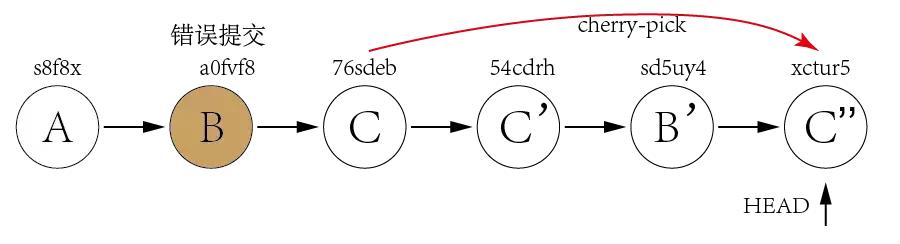 cherry-pick
错误提交
s8f8x a0fvf8 76sdeb 54cdrh sd5uy4 xctur5
A B C C’ B’ C’’
HEAD